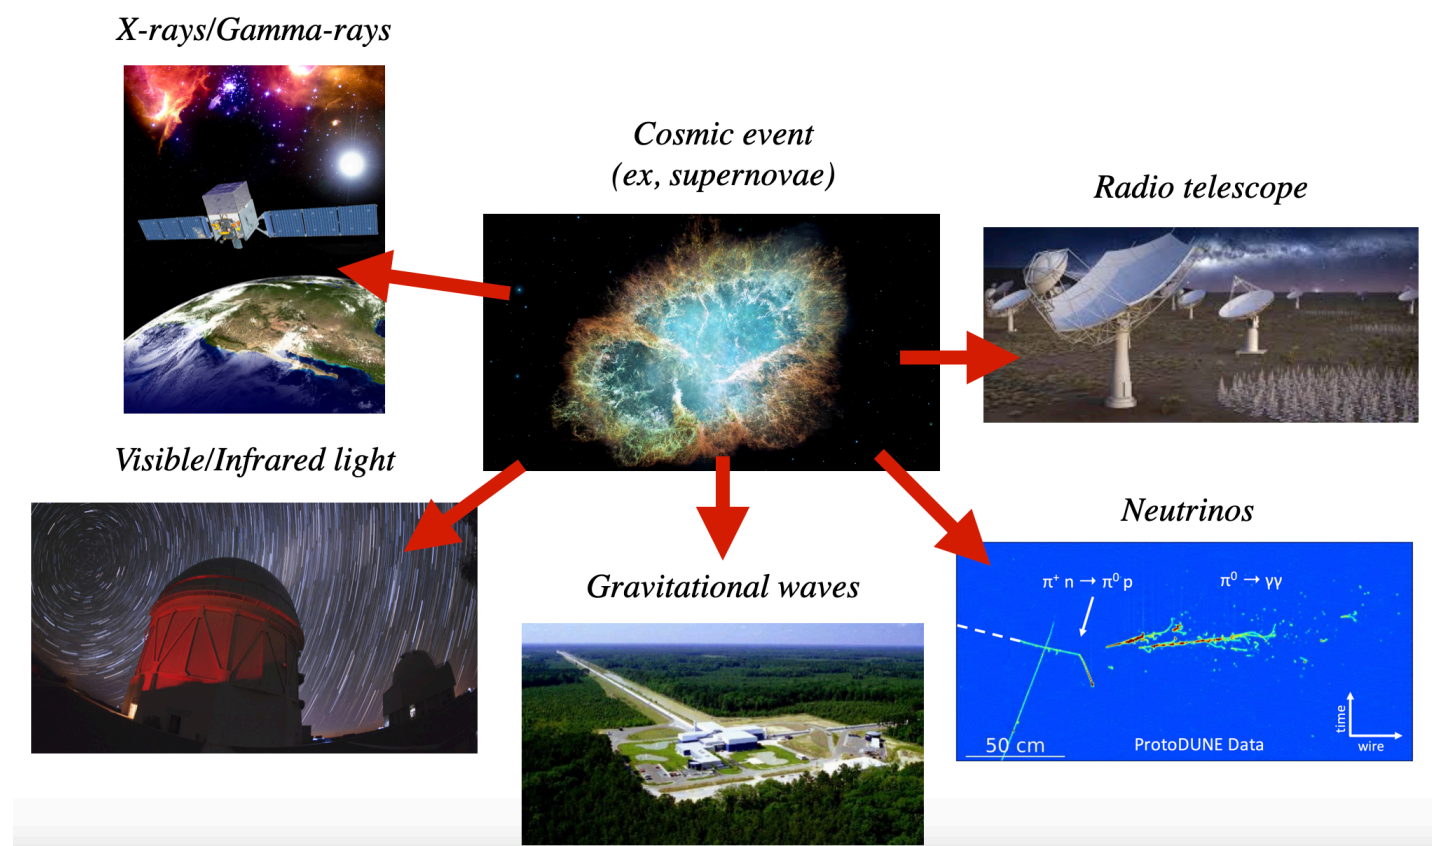 X-rays/Gamma-rays
Cosmic event
(ex, supernovae)
Radio telescope
Visible/Infrared light
Gravitational waves
Neutrinos
π⁺ n → π⁰ p
π⁰ → γγ
time
wire
50 cm
ProtoDUNE Data